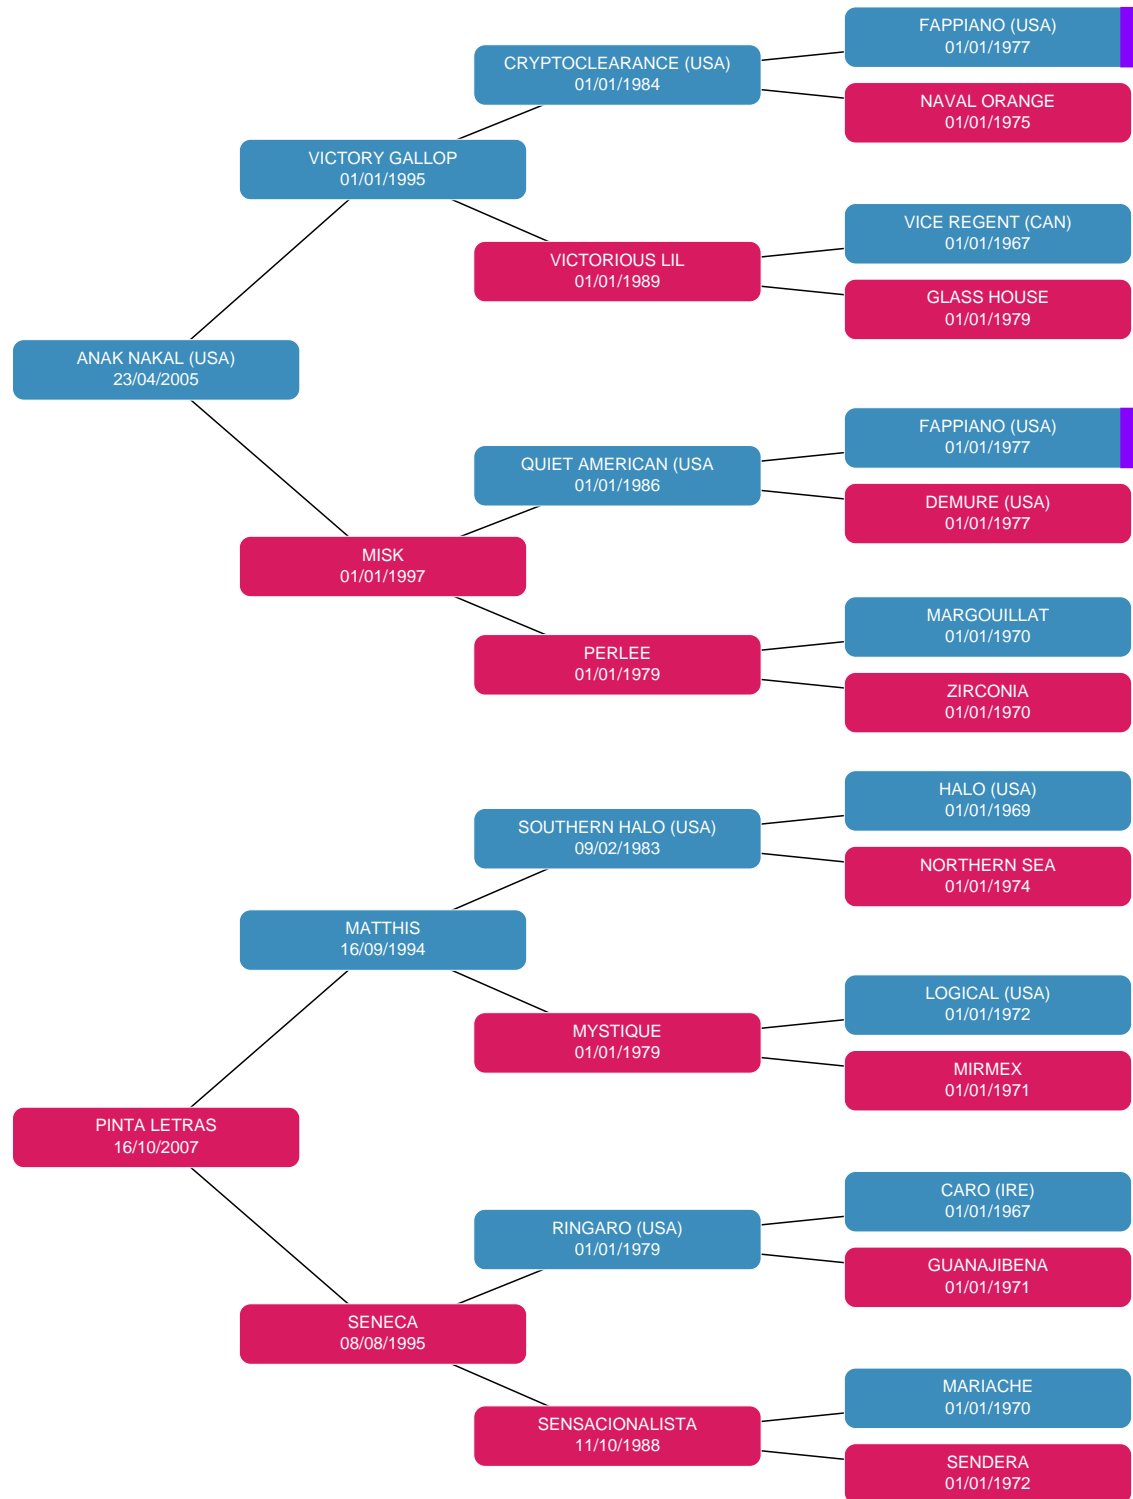 FAPPIANO (USA)
01/01/1977
CRYPTOCLEARANCE (USA)
01/01/1984
NAVAL ORANGE
01/01/1975
VICTORY GALLOP
01/01/1995
VICE REGENT (CAN)
01/01/1967
VICTORIOUS LIL
01/01/1989
GLASS HOUSE
01/01/1979
ANAK NAKAL (USA)
23/04/2005
FAPPIANO (USA)
01/01/1977
QUIET AMERICAN (USA
01/01/1986
DEMURE (USA)
01/01/1977
MISK
01/01/1997
MARGOUILLAT
01/01/1970
PERLEE
01/01/1979
ZIRCONIA
01/01/1970
HALO (USA)
01/01/1969
SOUTHERN HALO (USA)
09/02/1983
NORTHERN SEA
01/01/1974
MATTHIS
16/09/1994
LOGICAL (USA)
01/01/1972
MYSTIQUE
01/01/1979
MIRMEX
01/01/1971
PINTA LETRAS
16/10/2007
CARO (IRE)
01/01/1967
RINGARO (USA)
01/01/1979
GUANAJIBENA
01/01/1971
SENECA
08/08/1995
MARIACHE
01/01/1970
SENSACIONALISTA
11/10/1988
SENDERA
01/01/1972